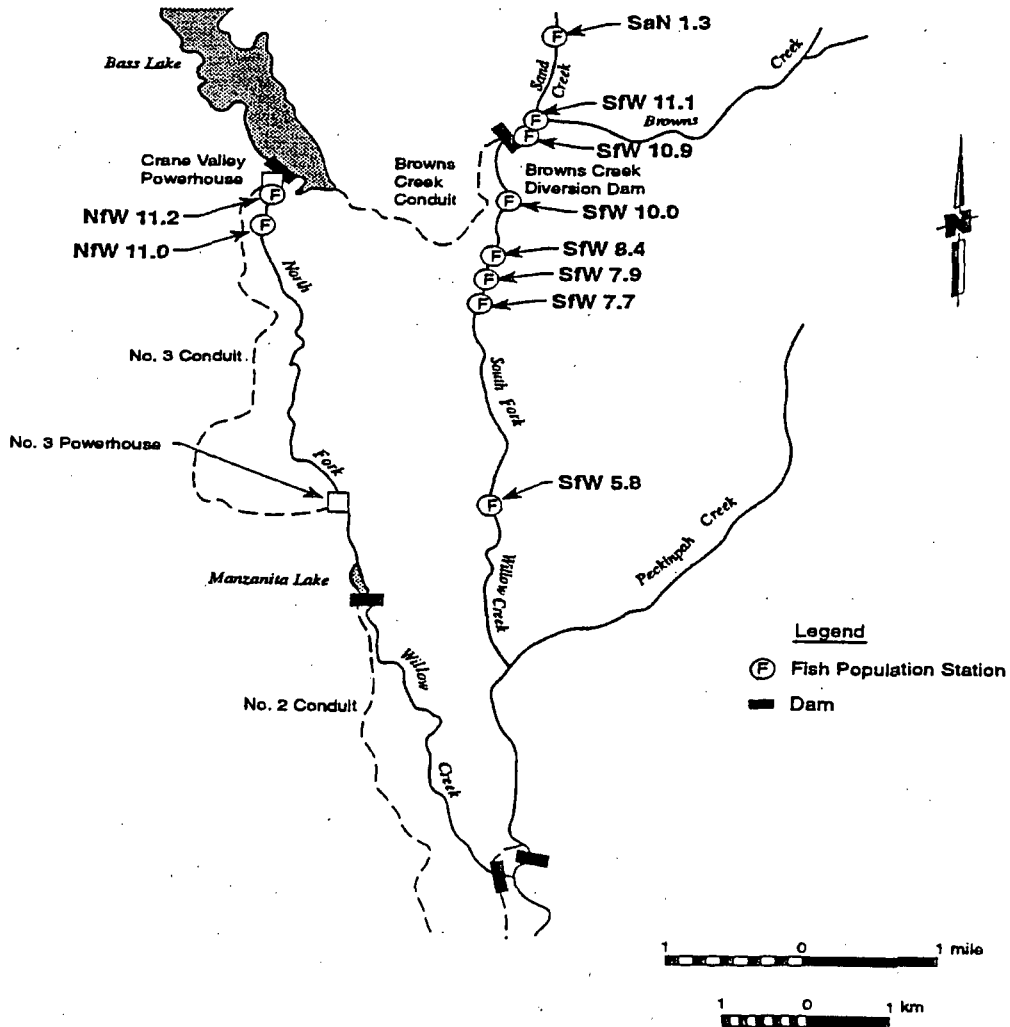 SaN 1.3
Bass Lake
Sand
Creek
Creek
SfW 11.1
Browns
Crane Valley
Powerhouse
Browns
Creek
Conduit
SfW 10.9
Browns Creek
Diversion Dam
NfW 11.2
SfW 10.0
NfW 11.0
SfW 8.4
SfW 7.9
SfW 7.7
North
N
No. 3 Conduit
South Fork
No. 3 Powerhouse
Fork
SfW 5.8
Peckinpah Creek
Manzanita Lake
Willow Creek
Legend
F Fish Population Station
Dam
Willow
No. 2 Conduit
Creek
1 0 1 mile
1 0 1 km
F
F
F
F
F
F
F
F
F
F